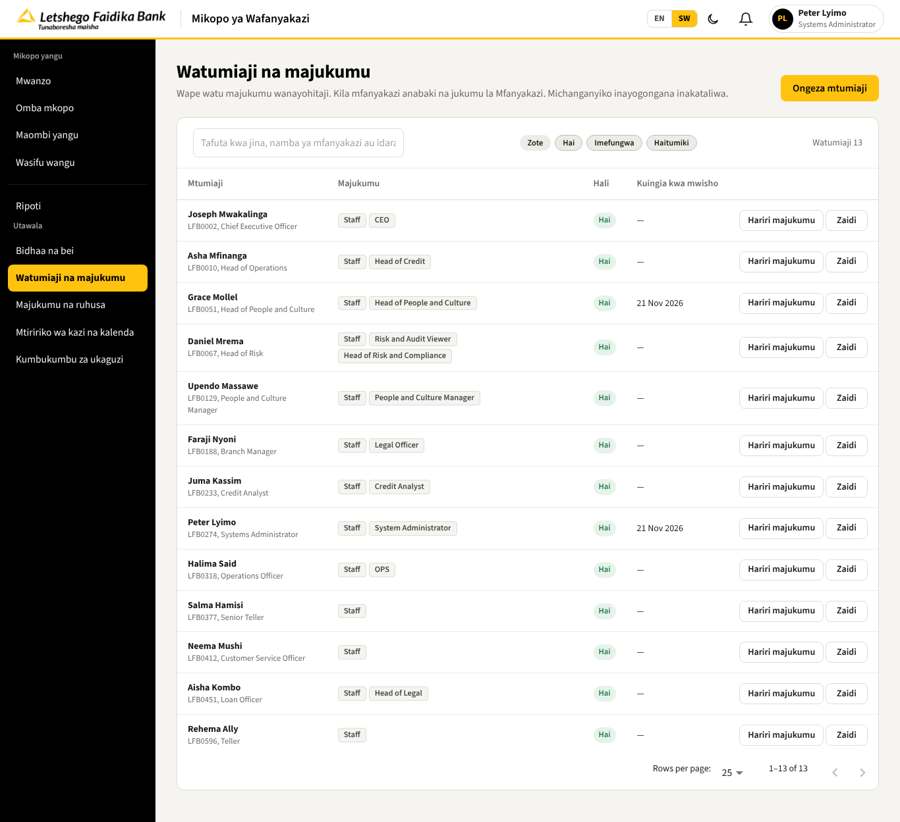 Letshego Faidika Bank
Tunaboresha maisha
Mikopo ya Wafanyakazi
EN SW
PL
Peter Lyimo
Systems Administrator
Mikopo yangu
Mwanzo
Omba mkopo
Maombi yangu
Wasifu wangu
Ripoti
Utawala
Bidhaa na bei
Watumiaji na majukumu
Majukumu na ruhusa
Mtiririko wa kazi na kalenda
Kumbukumbu za ukaguzi
Watumiaji na majukumu
Wape watu majukumu wanayohitaji. Kila mfanyakazi anabaki na jukumu la Mfanyakazi. Michanganyiko inayogongana inakataliwa.
Ongeza mtumiaji
Tafuta kwa jina, namba ya mfanyakazi au idara
Zote Hai Imefungwa Haitumiki
Watumiaji 13
Mtumiaji Majukumu Hali Kuingia kwa mwisho
Joseph Mwakalinga
LFB0002, Chief Executive Officer
Staff CEO Hai — Hariri majukumu Zaidi
Asha Mfinanga
LFB0010, Head of Operations
Staff Head of Credit Hai — Hariri majukumu Zaidi
Grace Mollel
LFB0051, Head of People and Culture
Staff Head of People and Culture Hai 21 Nov 2026 Hariri majukumu Zaidi
Daniel Mrema
LFB0067, Head of Risk
Staff Risk and Audit Viewer
Head of Risk and Compliance
Hai — Hariri majukumu Zaidi
Upendo Massawe
LFB0129, People and Culture
Manager
Staff People and Culture Manager Hai — Hariri majukumu Zaidi
Faraji Nyoni
LFB0188, Branch Manager
Staff Legal Officer Hai — Hariri majukumu Zaidi
Juma Kassim
LFB0233, Credit Analyst
Staff Credit Analyst Hai — Hariri majukumu Zaidi
Peter Lyimo
LFB0274, Systems Administrator
Staff System Administrator Hai 21 Nov 2026 Hariri majukumu Zaidi
Halima Said
LFB0318, Operations Officer
Staff OPS Hai — Hariri majukumu Zaidi
Salma Hamisi
LFB0377, Senior Teller
Staff Hai — Hariri majukumu Zaidi
Neema Mushi
LFB0412, Customer Service Officer
Staff Hai — Hariri majukumu Zaidi
Aisha Kombo
LFB0451, Loan Officer
Staff Head of Legal Hai — Hariri majukumu Zaidi
Rehema Ally
LFB0596, Teller
Staff Hai — Hariri majukumu Zaidi
Rows per page: 25 1–13 of 13